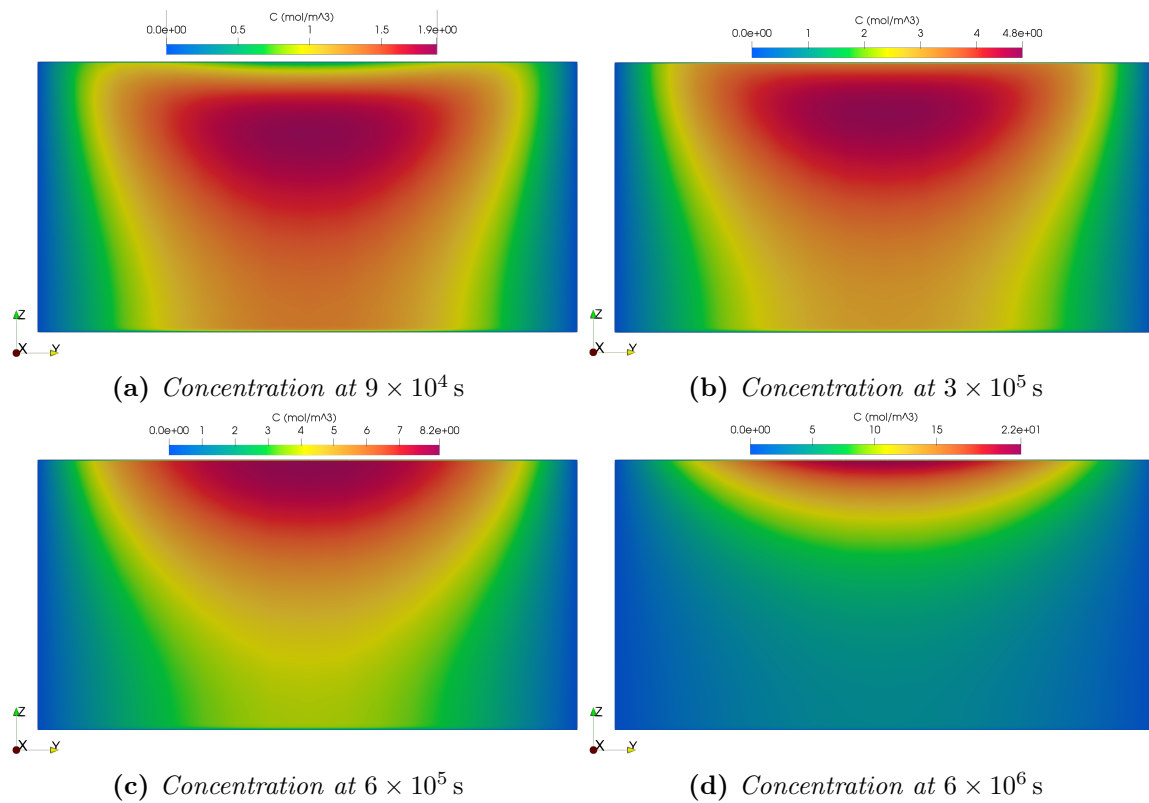 C (mol/m^3)
0.0e+00 0.5 1 1.5 1.9e+00
Z
X Y
(a) Concentration at 9 × 10⁴ s
C (mol/m^3)
0.0e+00 1 2 3 4 4.8e+00
Z
X Y
(b) Concentration at 3 × 10⁵ s
C (mol/m^3)
0.0e+00 1 2 3 4 5 6 7 8.2e+00
Z
X Y
(c) Concentration at 6 × 10⁵ s
C (mol/m^3)
0.0e+00 5 10 15 2.2e+01
Z
X Y
(d) Concentration at 6 × 10⁶ s